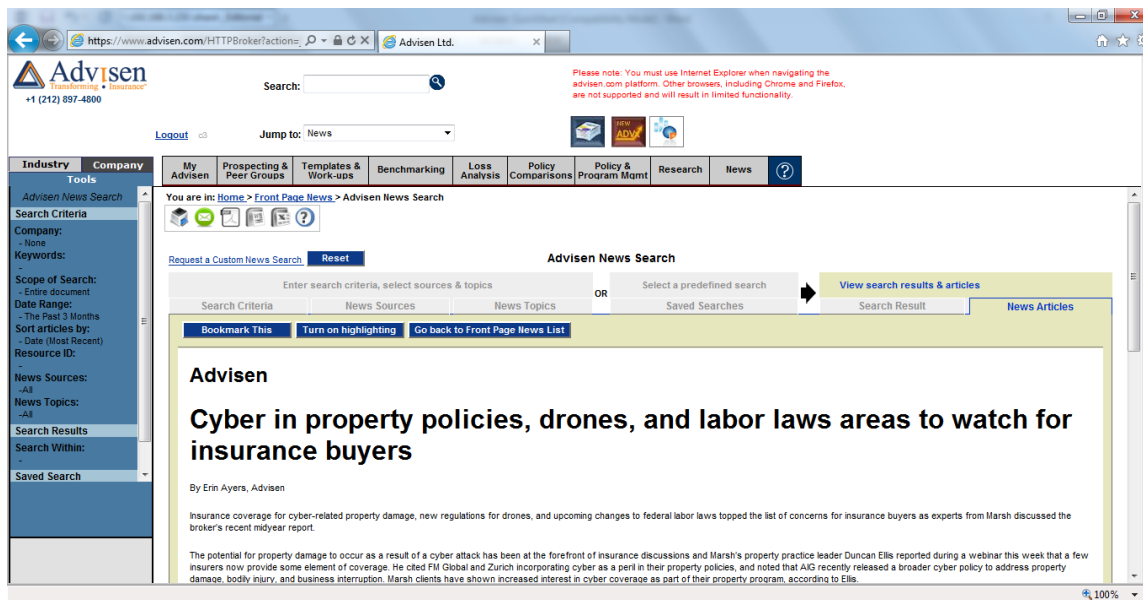 https://www.advisen.com/HTTPBroker?action=
Advisen Ltd.
Advisen
Transforming • Insurance
+1 (212) 897-4800
Search:
Please note: You must use Internet Explorer when navigating the
advisen.com platform. Other browsers, including Chrome and Firefox,
are not supported and will result in limited functionality.
Logout c3
Jump to: News
NEW
ADVx
Industry Company
Tools
My Advisen
Prospecting & Peer Groups
Templates & Work-ups
Benchmarking
Loss Analysis
Policy Comparisons
Policy & Program Mgmt
Research
News
?
Advisen News Search
Search Criteria
Company:
- None
Keywords:
-
Scope of Search:
- Entire document
Date Range:
- The Past 3 Months
Sort articles by:
- Date (Most Recent)
Resource ID:
-
News Sources:
-All
News Topics:
-All
Search Results
Search Within:
-
Saved Search
You are in: Home > Front Page News > Advisen News Search
Request a Custom News Search Reset Advisen News Search
Enter search criteria, select sources & topics OR Select a predefined search View search results & articles
Search Criteria News Sources News Topics Saved Searches Search Result News Articles
Bookmark This Turn on highlighting Go back to Front Page News List
Advisen
Cyber in property policies, drones, and labor laws areas to watch for
insurance buyers
By Erin Ayers, Advisen
Insurance coverage for cyber-related property damage, new regulations for drones, and upcoming changes to federal labor laws topped the list of concerns for insurance buyers as experts from Marsh discussed the
broker's recent midyear report.
The potential for property damage to occur as a result of a cyber attack has been at the forefront of insurance discussions and Marsh's property practice leader Duncan Ellis reported during a webinar this week that a few
insurers now provide some element of coverage. He cited FM Global and Zurich incorporating cyber as a peril in their property policies, and noted that AIG recently released a broader cyber policy to address property
damage, bodily injury, and business interruption. Marsh clients have shown increased interest in cyber coverage as part of their property program, according to Ellis.
100%